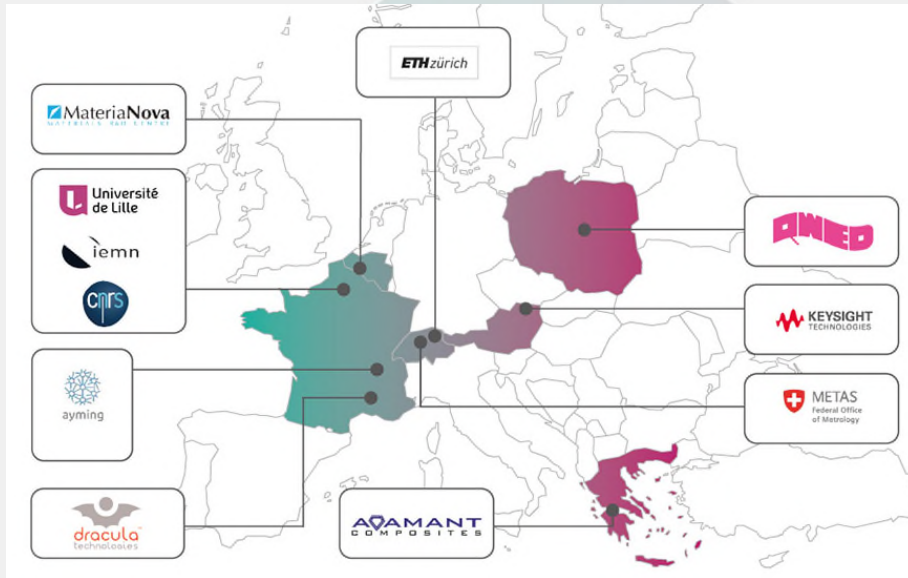 ETH zürich
MateriaNova
MATERIALS R&D CENTRE
Université
de Lille
iemn
cnrs
QWED
KEYSIGHT
TECHNOLOGIES
ayming
METAS
Federal Office
of Metrology
dracula
technologies
ADAMANT
COMPOSITES